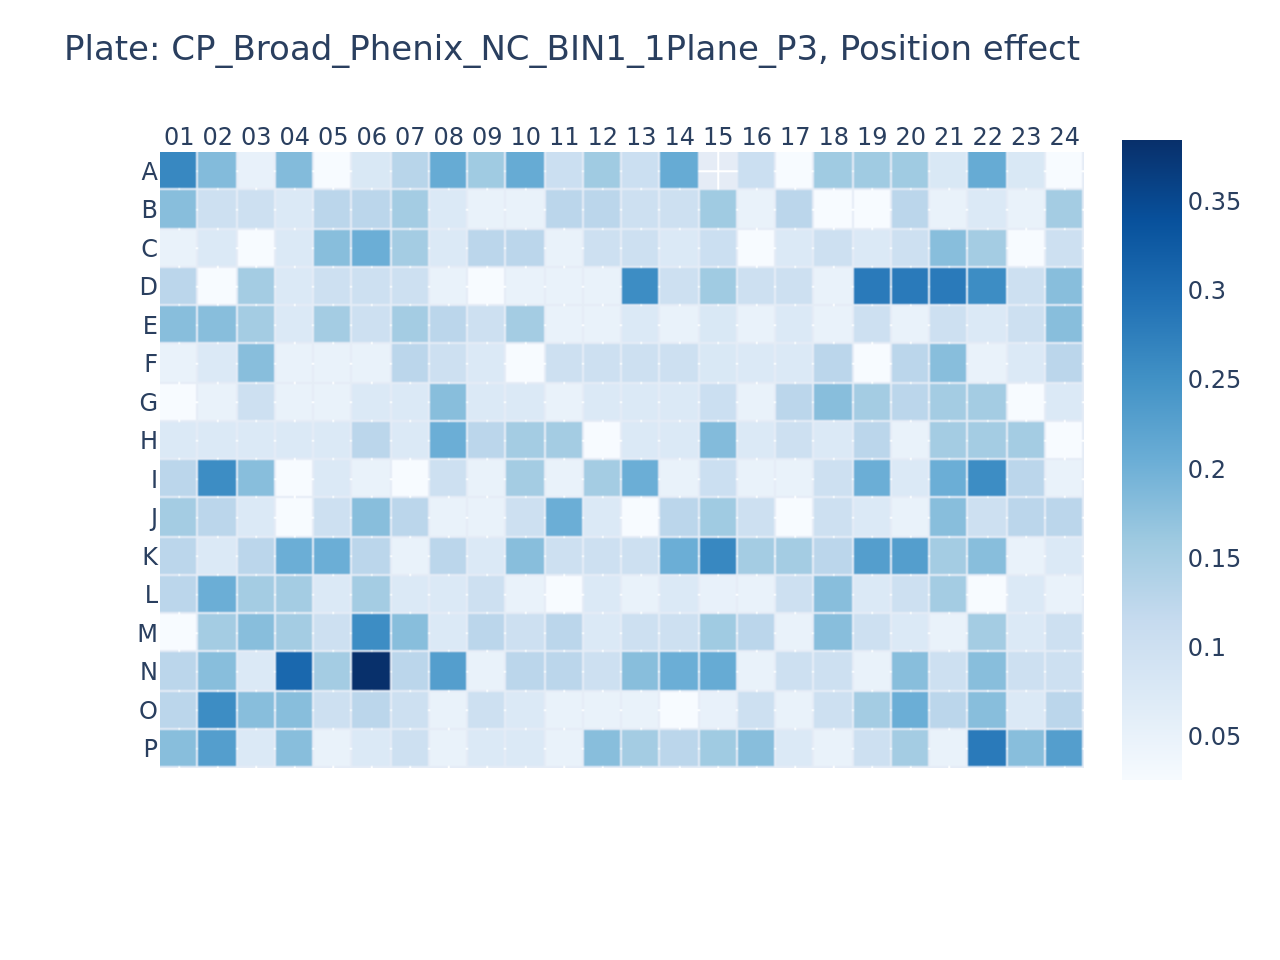 Plate: CP_Broad_Phenix_NC_BIN1_1Plane_P3, Position effect
01 02 03 04 05 06 07 08 09 10 11 12 13 14 15 16 17 18 19 20 21 22 23 24
A
B
C
D
E
F
G
H
I
J
K
L
M
N
O
P
0.35
0.3
0.25
0.2
0.15
0.1
0.05